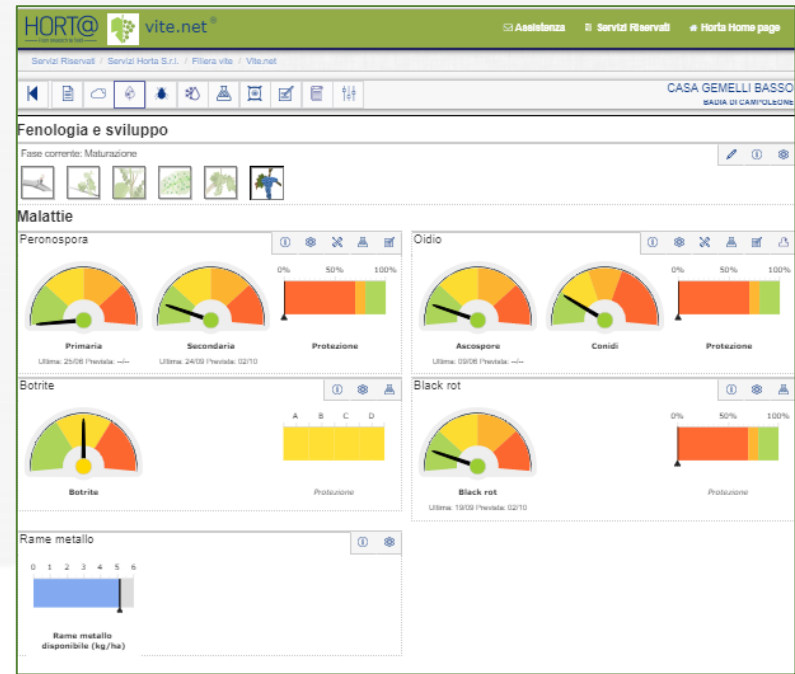 HORT@ vite.net®
From research to field
Assistenza Servizi Riservati Horta Home page
Servizi Riservati / Servizi Horta S.r.l. / Filiera vite / Vite.net
CASA GEMELLI BASSO
BADIA DI CAMPOLEONE
Fenologia e sviluppo
Fase corrente: Maturazione
Malattie
Peronospora
0% 50% 100%
Primaria Secondaria Protezione
Ultima: 25/06 Prevista: --/-- Ultima: 24/09 Prevista: 02/10
Oidio
0% 50% 100%
Ascospore Conidi Protezione
Ultima: 09/06 Prevista: --/--
Botrite
A B C D
Botrite Protezione
Black rot
0% 50% 100%
Black rot Protezione
Ultima: 19/09 Prevista: 02/10
Rame metallo
0 1 2 3 4 5 6
Rame metallo
disponibile (kg/ha)